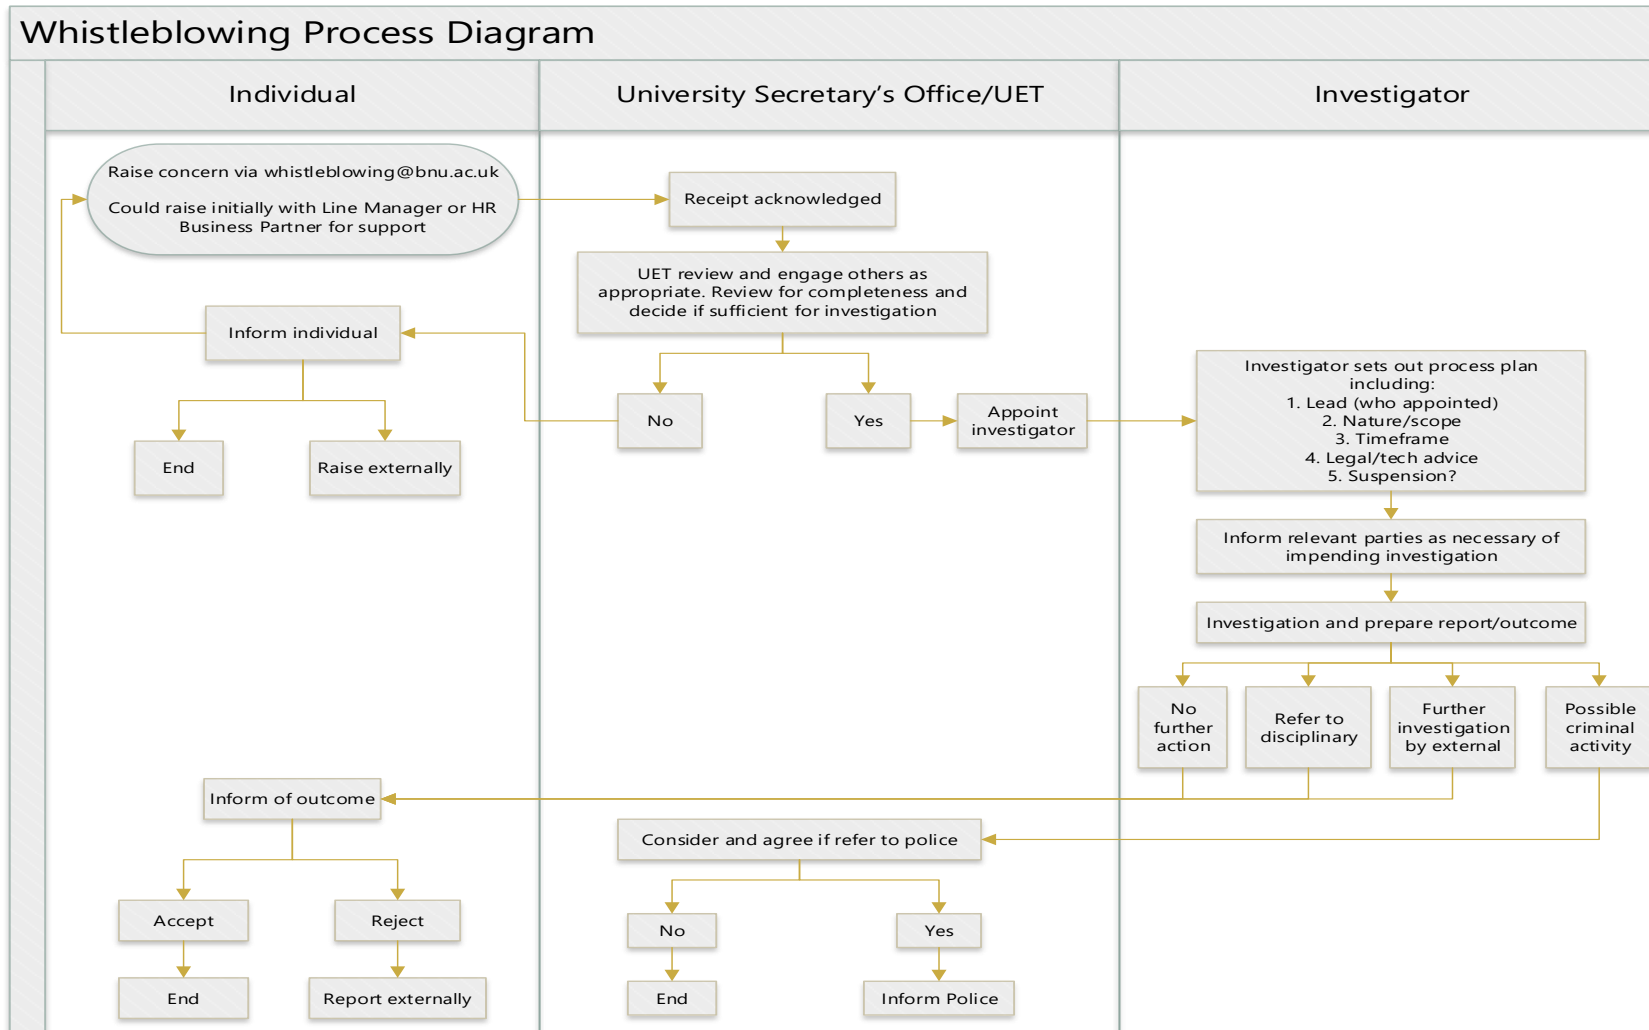 Whistleblowing Process Diagram
Individual
University Secretary's Office/UET
Investigator
Raise concern via whistleblowing@bnu.ac.uk
Could raise initially with Line Manager or HR
Business Partner for support
Receipt acknowledged
UET review and engage others as
appropriate. Review for completeness and
decide if sufficient for investigation
Inform individual
No
Yes
Appoint
investigator
End
Raise externally
Investigator sets out process plan
including:
1. Lead (who appointed)
2. Nature/scope
3. Timeframe
4. Legal/tech advice
5. Suspension?
Inform relevant parties as necessary of
impending investigation
Investigation and prepare report/outcome
No
further
action
Refer to
disciplinary
Further
investigation
by external
Possible
criminal
activity
Inform of outcome
Consider and agree if refer to police
Accept
Reject
No
Yes
End
Report externally
End
Inform Police